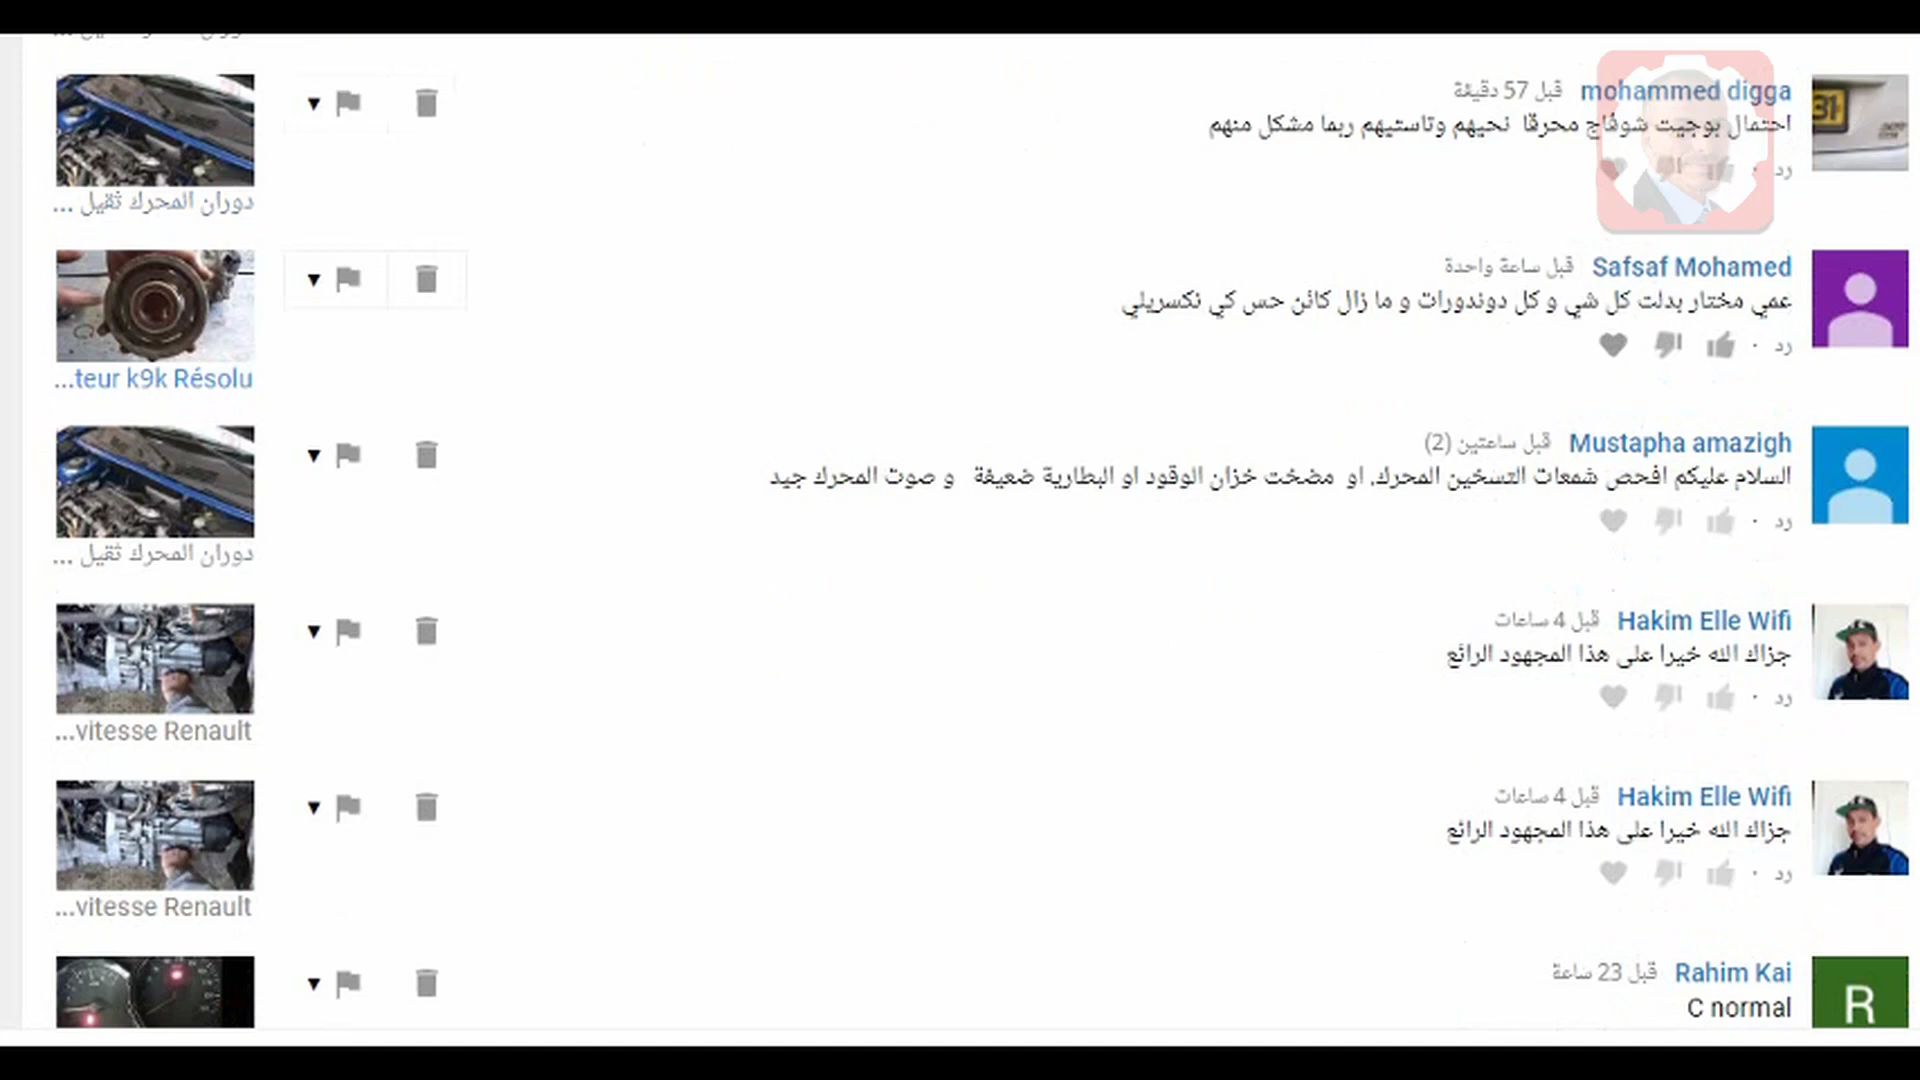 mohammed digga قبل 57 دقيقة
احتمال بوجيت شوفاج محرقا نحيهم وتاستيهم ربما مشكل منهم
رد ·
دوران المحرك ثقيل ...
Safsaf Mohamed قبل ساعة واحدة
عمي مختار بدلت كل شي و كل دوندورات و ما زال كائن حس كي نكسريلي
رد ·
...teur k9k Résolu
Mustapha amazigh قبل ساعتين (2)
السلام عليكم افحص شمعات التسخين المحرك. او مضخت خزان الوقود او البطارية ضعيفة و صوت المحرك جيد
رد ·
دوران المحرك ثقيل ...
Hakim Elle Wifi قبل 4 ساعات
جزاك الله خيرا على هذا المجهود الرائع
رد ·
...vitesse Renault
Hakim Elle Wifi قبل 4 ساعات
جزاك الله خيرا على هذا المجهود الرائع
رد ·
...vitesse Renault
Rahim Kai قبل 23 ساعة
C normal
R